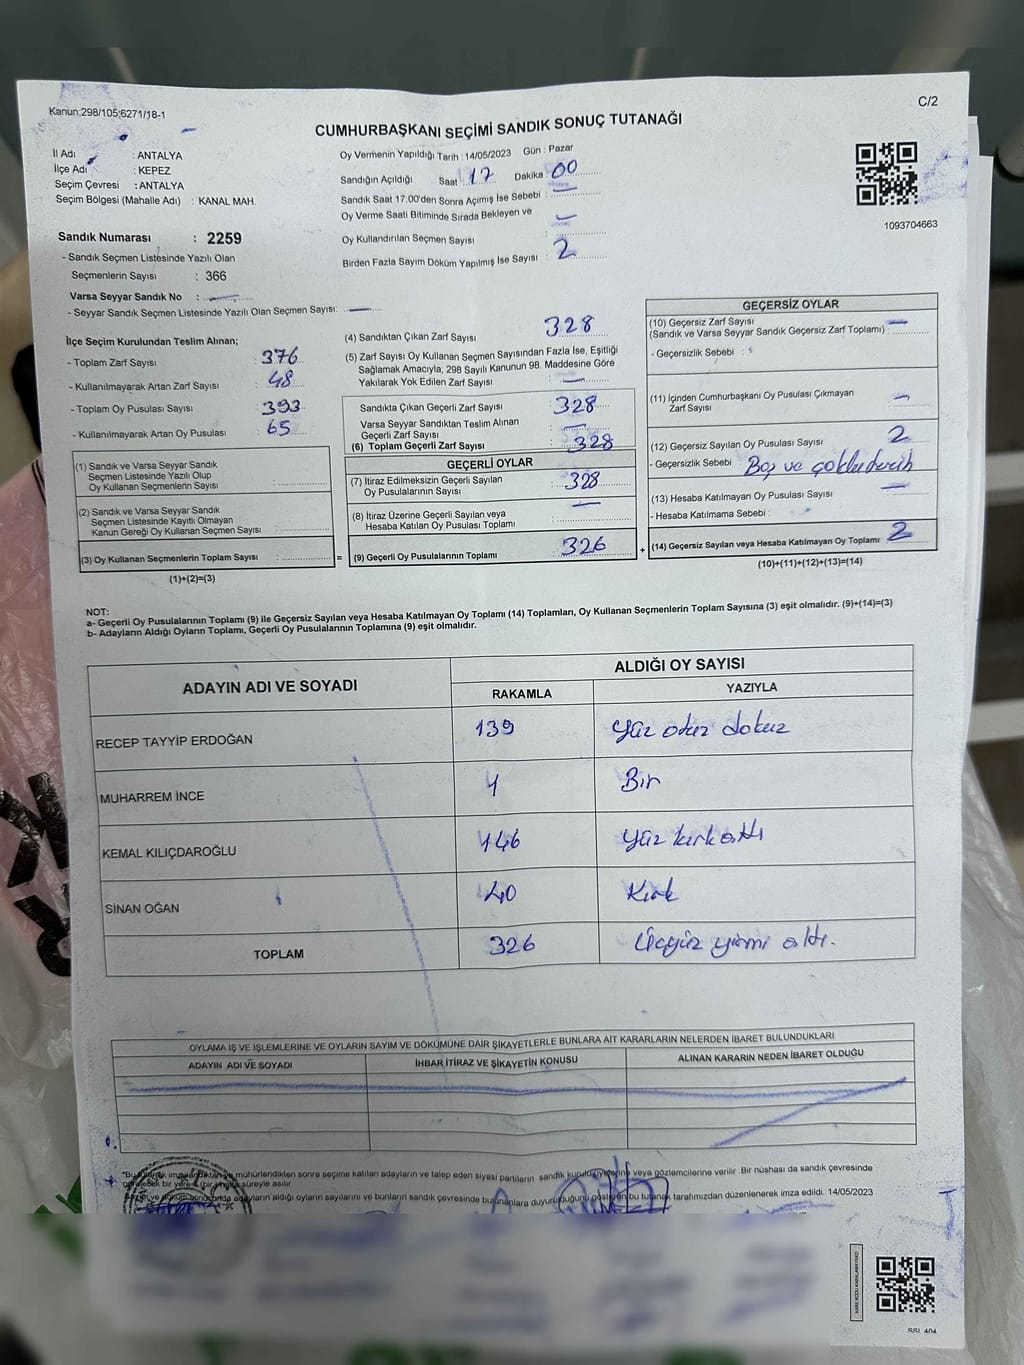 Kanun;298/105;6271/18-1
C/2
CUMHURBAŞKANI SEÇİMİ SANDIK SONUÇ TUTANAĞI
İl Adı : ANTALYA
İlçe Adı : KEPEZ
Seçim Çevresi : ANTALYA
Seçim Bölgesi (Mahalle Adı) : KANAL MAH.
Sandık Numarası : 2259
- Sandık Seçmen Listesinde Yazılı Olan
Seçmenlerin Sayısı : 366
Varsa Seyyar Sandık No :
- Seyyar Sandık Seçmen Listesinde Yazılı Olan Seçmen Sayısı:
Oy Vermenin Yapıldığı Tarih : 14/05/2023 Gün : Pazar
Sandığın Açıldığı Saat 17 Dakika 00
Sandık Saat 17:00'den Sonra Açımış İse Sebebi :
Oy Verme Saati Bitiminde Sırada Bekleyen ve
Oy Kullandırılan Seçmen Sayısı :
Birden Fazla Sayım Döküm Yapılmış İse Sayısı : 2
1093704663
İlçe Seçim Kurulundan Teslim Alınan;
- Toplam Zarf Sayısı : 376
- Kullanılmayarak Artan Zarf Sayısı : 48
- Toplam Oy Pusulası Sayısı : 393
- Kullanılmayarak Artan Oy Pusulası : 65
(1) Sandık ve Varsa Seyyar Sandık
Seçmen Listesinde Yazılı Olup
Oy Kullanan Seçmenlerin Sayısı :
(2) Sandık ve Varsa Seyyar Sandık
Seçmen Listesinde Kayıtlı Olmayan
Kanun Gereği Oy Kullanan Seçmen Sayısı :
(3) Oy Kullanan Seçmenlerin Toplam Sayısı :
(1)+(2)=(3)
(4) Sandıktan Çıkan Zarf Sayısı : 328
(5) Zarf Sayısı Oy Kullanan Seçmen Sayısından Fazla İse, Eşitliği
Sağlamak Amacıyla; 298 Sayılı Kanunun 98. Maddesine Göre
Yakılarak Yok Edilen Zarf Sayısı :
Sandıkta Çıkan Geçerli Zarf Sayısı : 328
Varsa Seyyar Sandıktan Teslim Alınan
Geçerli Zarf Sayısı :
(6) Toplam Geçerli Zarf Sayısı : 328
GEÇERLİ OYLAR
(7) İtiraz Edilmeksizin Geçerli Sayılan
Oy Pusulalarının Sayısı : 328
(8) İtiraz Üzerine Geçerli Sayılan veya
Hesaba Katılan Oy Pusulası Toplamı :
= (9) Geçerli Oy Pusulalarının Toplamı : 326
GEÇERSİZ OYLAR
(10) Geçersiz Zarf Sayısı
(Sandık ve Varsa Seyyar Sandık Geçersiz Zarf Toplamı) :
- Geçersizlik Sebebi :
(11) İçinden Cumhurbaşkanı Oy Pusulası Çıkmayan
Zarf Sayısı :
(12) Geçersiz Sayılan Oy Pusulası Sayısı : 2
- Geçersizlik Sebebi : Boş ve
(13) Hesaba Katılmayan Oy Pusulası Sayısı :
- Hesaba Katılmama Sebebi :
+ (14) Geçersiz Sayılan veya Hesaba Katılmayan Oy Toplamı : 2
(10)+(11)+(12)+(13)=(14)
NOT:
a- Geçerli Oy Pusulalarının Toplamı (9) ile Geçersiz Sayılan veya Hesaba Katılmayan Oy Toplamı (14) Toplamları, Oy Kullanan Seçmenlerin Toplam Sayısına (3) eşit olmalıdır. (9)+(14)=(3)
b- Adayların Aldığı Oyların Toplamı, Geçerli Oy Pusulalarının Toplamına (9) eşit olmalıdır.
ADAYIN ADI VE SOYADI
ALDIĞI OY SAYISI
RAKAMLA YAZIYLA
RECEP TAYYİP ERDOĞAN 139 Yüz otuz dokuz
MUHARREM İNCE 1 Bir
KEMAL KILIÇDAROĞLU 146 Yüz kırk altı
SİNAN OĞAN 40 Kırk
TOPLAM 326 Üçyüz yirmi altı.
OYLAMA İŞ VE İŞLEMLERİNE VE OYLARIN SAYIM VE DÖKÜMÜNE DAİR ŞİKAYETLERLE BUNLARA AİT KARARLARIN NELERDEN İBARET BULUNDUKLARI
ADAYIN ADI VE SOYADI İHBAR İTİRAZ VE ŞİKAYETİN KONUSU ALINAN KARARIN NEDEN İBARET OLDUĞU
mühürlendikten sonra seçime katılan adayların ve talep eden siyasi partilerin sandık kurulu üyelerine veya gözlemcilerine verilir. Bir nüshası da sandık çevresinde
görülecek bir yere (bir hafta) süreyle asılır.
adayların aldığı oyların sayılarını ve bunların sandık çevresinde bulunanlara duyurulduğunu gösteren bu tutanak tarafımızdan düzenlenerek imza edildi. 14/05/2023